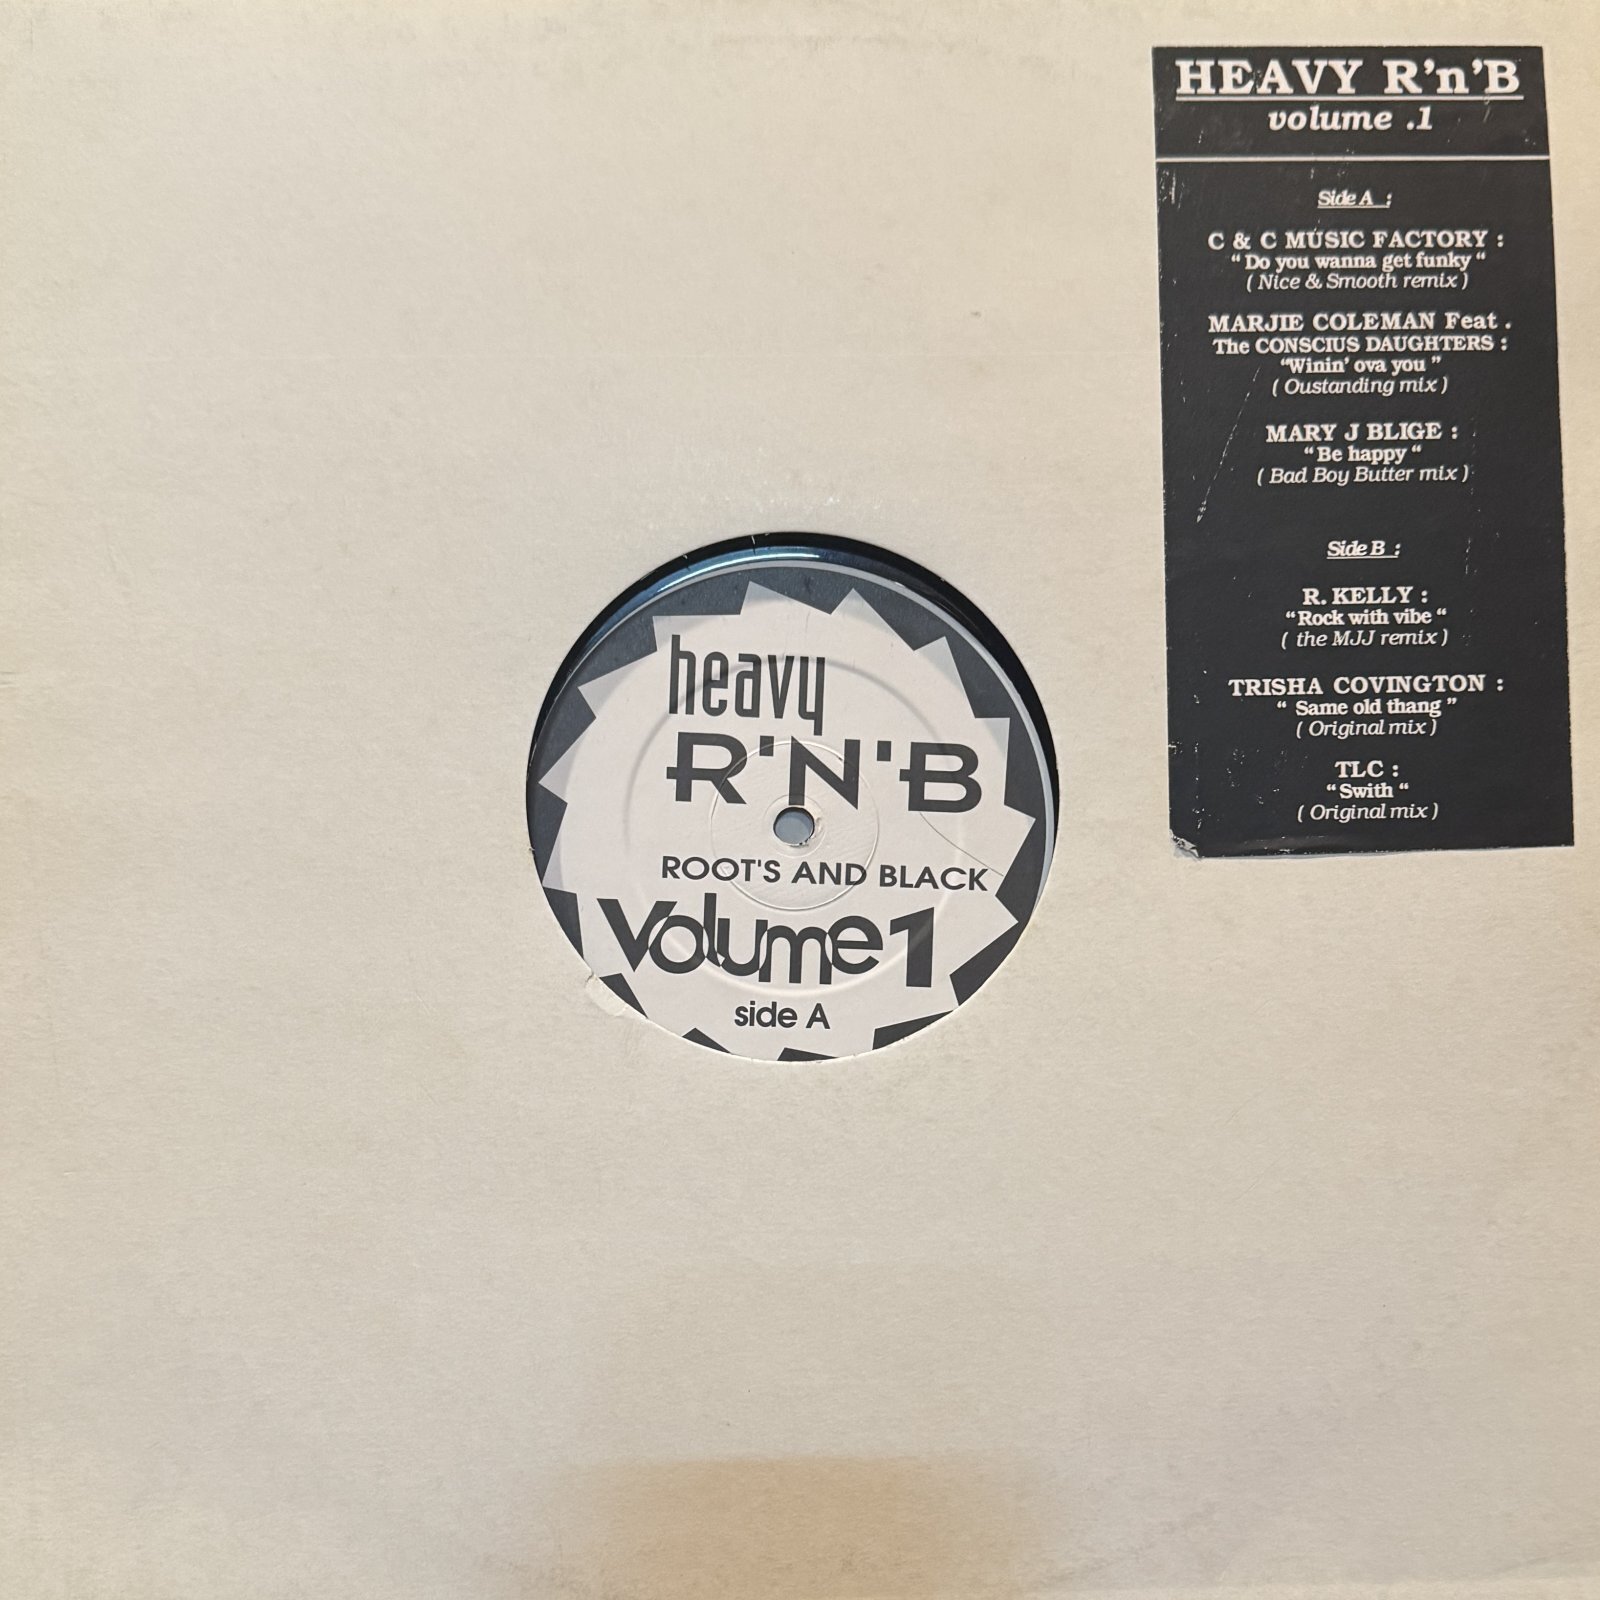 HEAVY R'n'B
volume .1
Side A :
C & C MUSIC FACTORY :
“ Do you wanna get funky “
( Nice & Smooth remix )
MARJIE COLEMAN Feat .
The CONSCIUS DAUGHTERS :
“Winin’ ova you ”
( Oustanding mix )
MARY J BLIGE :
“ Be happy “
( Bad Boy Butter mix )
Side B :
R. KELLY :
“ Rock with vibe “
( the MJJ remix )
TRISHA COVINGTON :
“ Same old thang ”
( Original mix )
TLC :
“ Swith “
( Original mix )
heavy
R'N'B
ROOT'S AND BLACK
Volume 1
side A